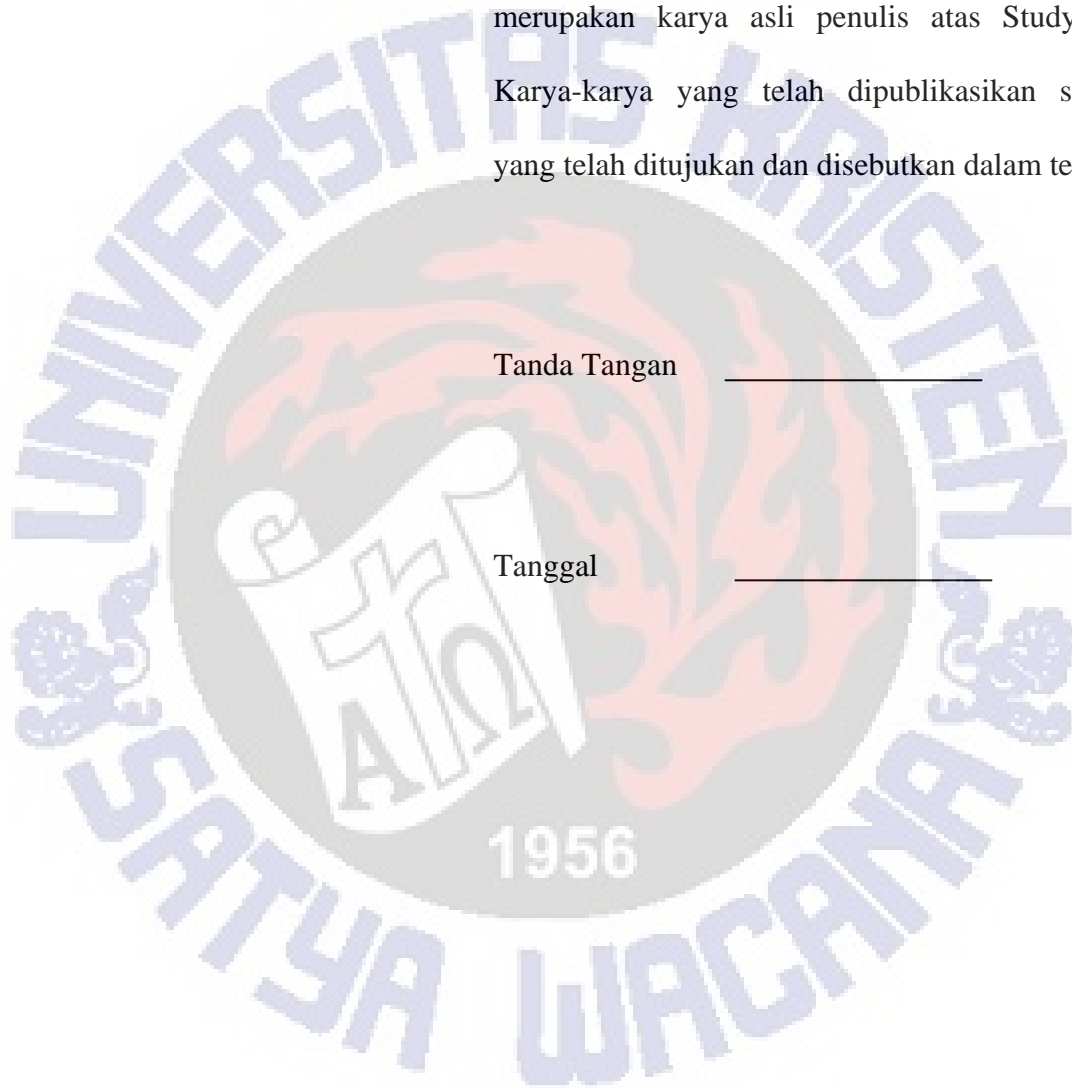 merupakan karya asli penulis atas Study
Karya-karya yang telah dipublikasikan s
yang telah ditujukan dan disebutkan dalam te
Tanda Tangan
Tanggal
UNIVERSITAS KRISTEN
SATYA WACANA
Α Ω
1956